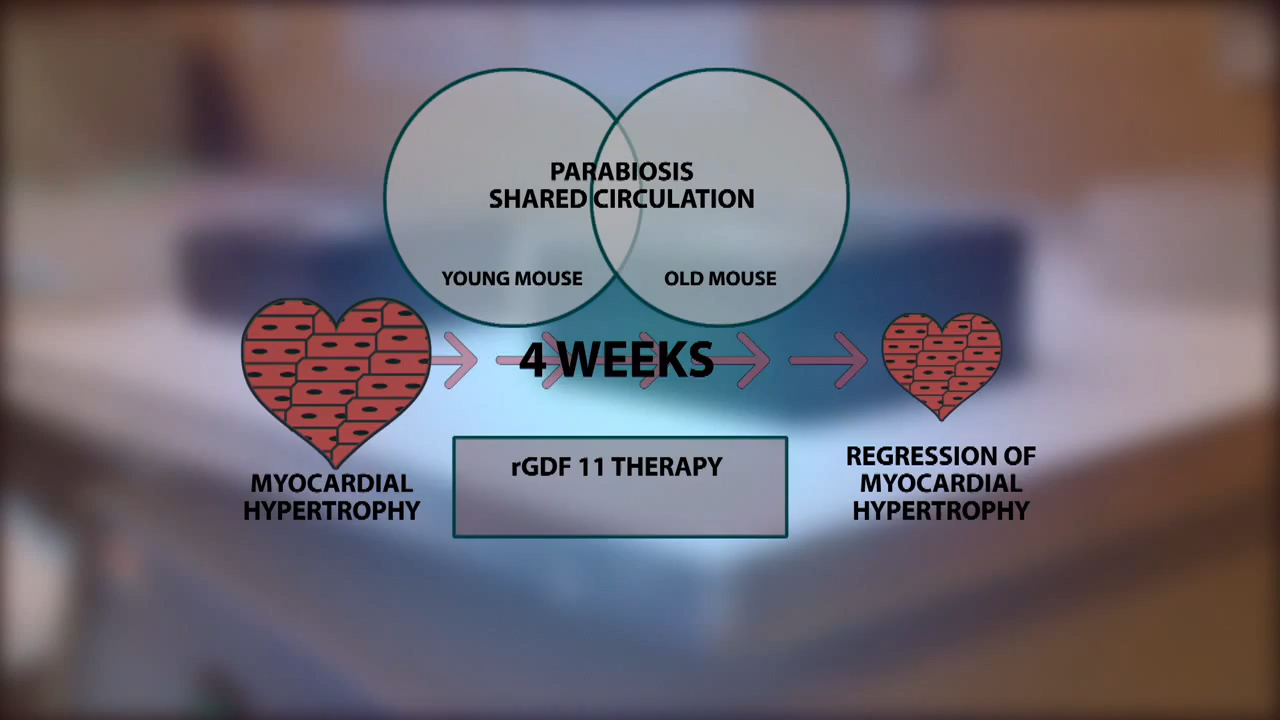 PARABIOSIS
SHARED CIRCULATION
YOUNG MOUSE
OLD MOUSE
4 WEEKS
rGDF 11 THERAPY
MYOCARDIAL
HYPERTROPHY
REGRESSION OF
MYOCARDIAL
HYPERTROPHY